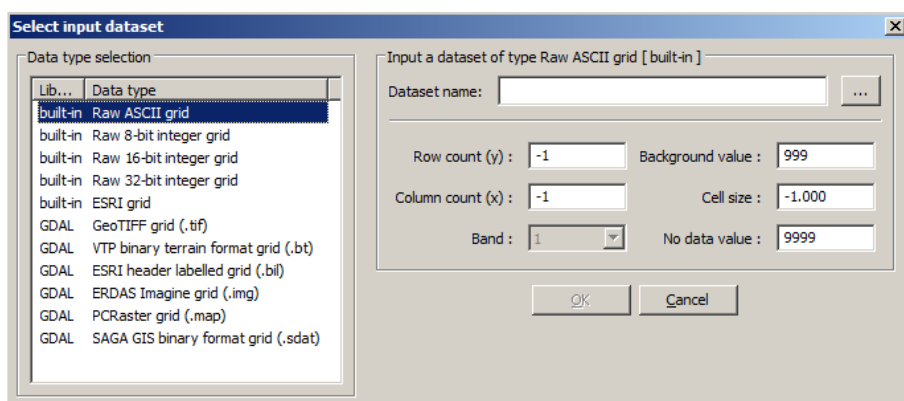 Select input dataset
Data type selection
Lib... Data type
built-in Raw ASCII grid
built-in Raw 8-bit integer grid
built-in Raw 16-bit integer grid
built-in Raw 32-bit integer grid
built-in ESRI grid
GDAL GeoTIFF grid (.tif)
GDAL VTP binary terrain format grid (.bt)
GDAL ESRI header labelled grid (.bil)
GDAL ERDAS Imagine grid (.img)
GDAL PCRaster grid (.map)
GDAL SAGA GIS binary format grid (.sdat)
Input a dataset of type Raw ASCII grid [ built-in ]
Dataset name: ...
Row count (y) : -1 Background value : 999
Column count (x) : -1 Cell size : -1.000
Band : 1 No data value : 9999
OK Cancel